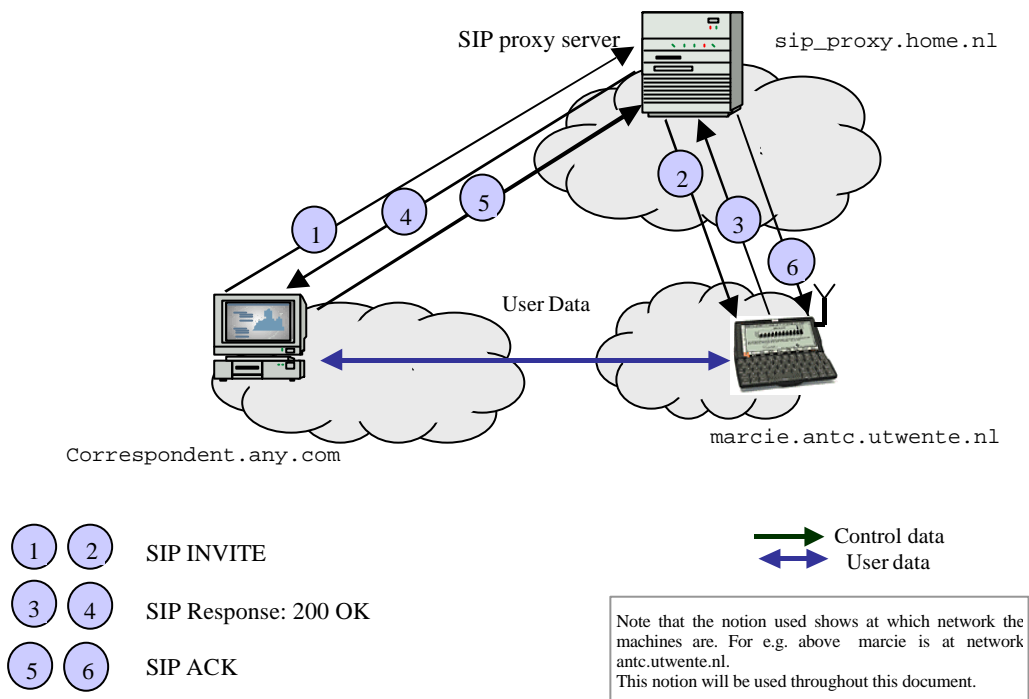 SIP proxy server
sip_proxy.home.nl
2
4
5
3
1
6
User Data
marcie.antc.utwente.nl
Correspondent.any.com
1 2 SIP INVITE
3 4 SIP Response: 200 OK
5 6 SIP ACK
Control data
User data
Note that the notion used shows at which network the
machines are. For e.g. above marcie is at network
antc.utwente.nl.
This notion will be used throughout this document.